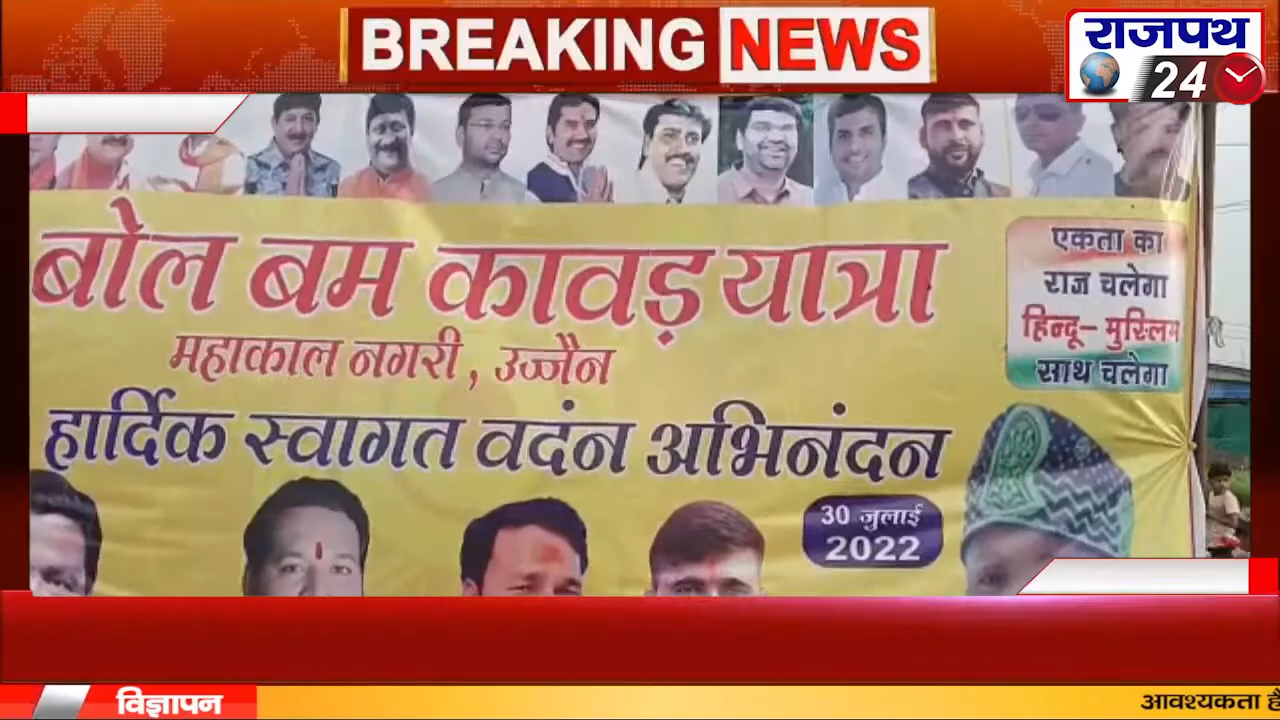 BREAKING NEWS
राजपथ
24
बोल बम कावड़ यात्रा
महाकाल नगरी, उज्जैन
हार्दिक स्वागत वदंन अभिनंदन
30 जुलाई
2022
एकता का
राज चलेगा
हिन्दू- मुस्लिम
साथ चलेगा
विज्ञापन
आवश्यकता है